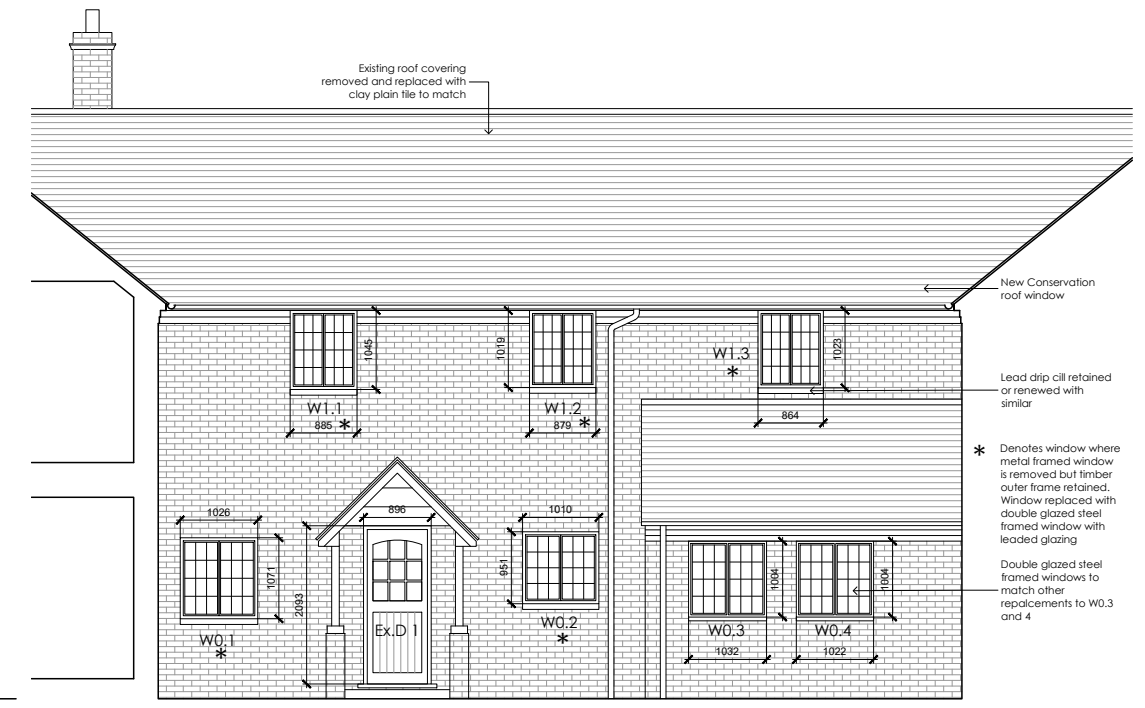 Existing roof covering
removed and replaced with
clay plain tile to match
New Conservation
roof window
1045
1019
W1.3
*
1023
Lead drip cill retained
or renewed with
similar
W1.1
*
885
W1.2
*
879
864
* Denotes window where
metal framed window
is removed but timber
outer frame retained.
Window replaced with
double glazed steel
framed window with
leaded glazing
1026
896
1010
1071
2093
951
1004
1004
Double glazed steel
framed windows to
match other
repalcements to W0.3
and 4
W0.1
*
Ex.D 1
W0.2
*
W0.3
W0.4
1032
1022